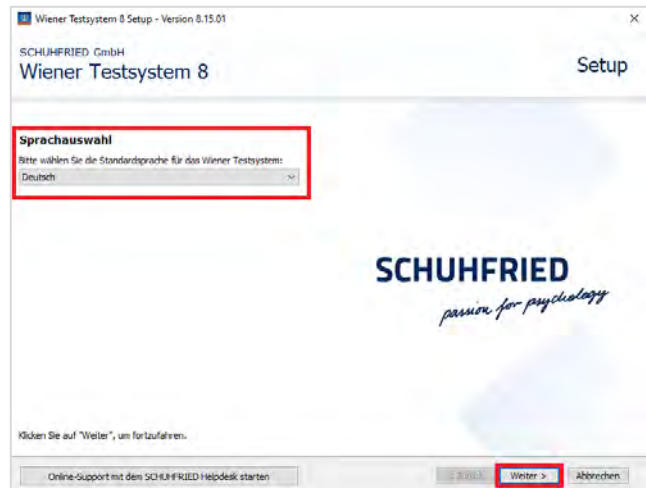 Wiener Testsystem 8 Setup - Version 8.15.01
SCHUHFRIED GmbH
Wiener Testsystem 8
Setup
Sprachauswahl
Bitte wählen Sie die Standardsprache für das Wiener Testsystem:
Deutsch
SCHUHFRIED
passion for psychology
Klicken Sie auf "Weiter", um fortzufahren.
Online-Support mit dem SCHUHFRIED Helpdesk starten
< Zurück
Weiter >
Abbrechen